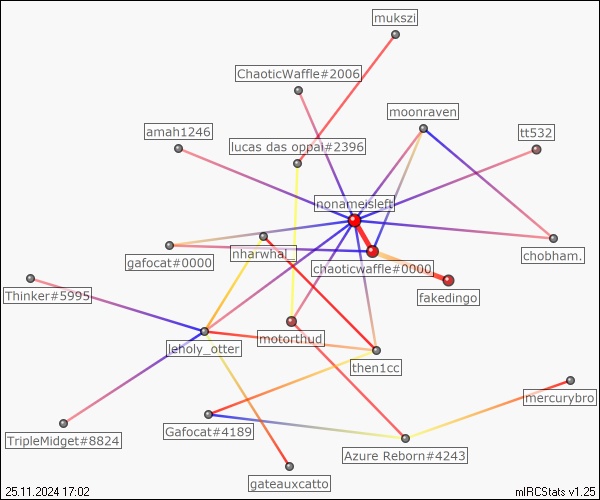 mukszi
ChaoticWaffle#2006
moonraven
amah1246
tt532
lucas das oppai#2396
nonameisleft
nharwhal_
chobham.
gafocat#0000
chaoticwaffle#0000
Thinker#5995
fakedingo
motorthud
leholy_otter
then1cc
mercurybro
Gafocat#4189
TripleMidget#8824
Azure Reborn#4243
gateauxcatto
25.11.2024 17:02
mIRCStats v1.25